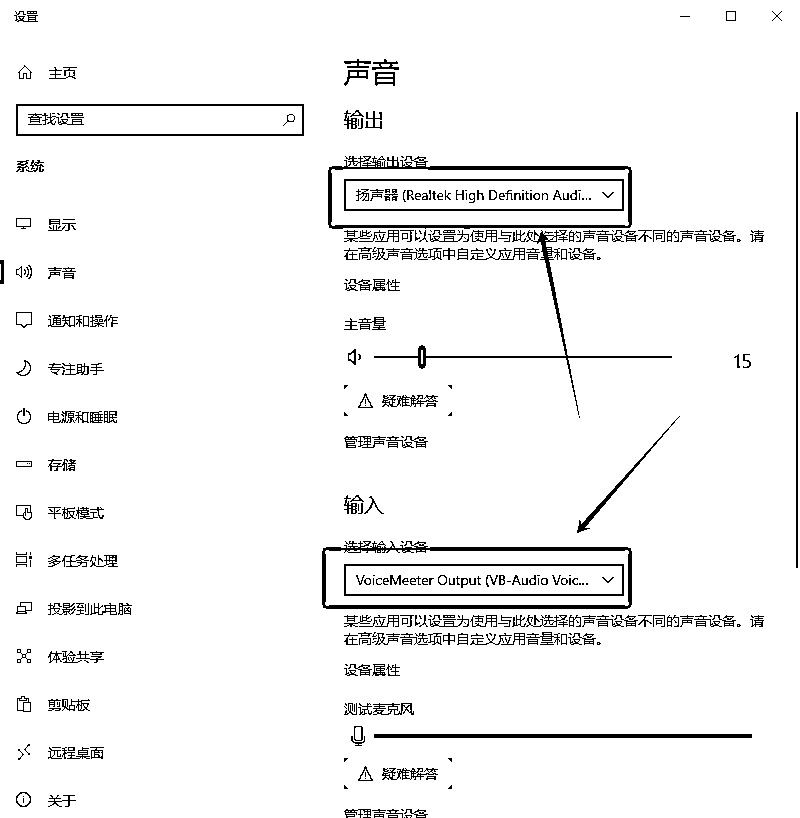 设置
主页
查找设置
系统
显示
声音
通知和操作
专注助手
电源和睡眠
存储
平板模式
多任务处理
投影到此电脑
体验共享
剪贴板
远程桌面
关于
声音
输出
选择输出设备
扬声器 (Realtek High Definition Audi...
某些应用可以设置为使用与此处选择的声音设备不同的声音设备。请
在高级声音选项中自定义应用音量和设备。
设备属性
主音量
15
疑难解答
管理声音设备
输入
选择输入设备
VoiceMeeter Output (VB-Audio Voic...
某些应用可以设置为使用与此处选择的声音设备不同的声音设备。请
在高级声音选项中自定义应用音量和设备。
设备属性
测试麦克风
疑难解答
管理声音设备